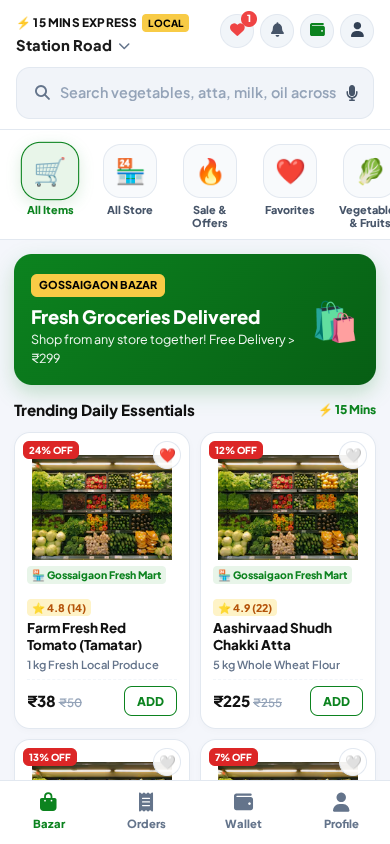 ⚡ 15 MINS EXPRESS LOCAL
1
Station Road
Search vegetables, atta, milk, oil across
All Items
All Store
Sale &
Offers
Favorites
Vegetabl
& Fruits
GOSSAIGAON BAZAR
Fresh Groceries Delivered
Shop from any store together! Free Delivery >
₹299
Trending Daily Essentials
⚡ 15 Mins
24% OFF
🏪 Gossaigaon Fresh Mart
⭐ 4.8 (14)
Farm Fresh Red
Tomato (Tamatar)
1 kg Fresh Local Produce
₹38 ₹50
ADD
12% OFF
🏪 Gossaigaon Fresh Mart
⭐ 4.9 (22)
Aashirvaad Shudh
Chakki Atta
5 kg Whole Wheat Flour
₹225 ₹255
ADD
13% OFF
7% OFF
Bazar
Orders
Wallet
Profile